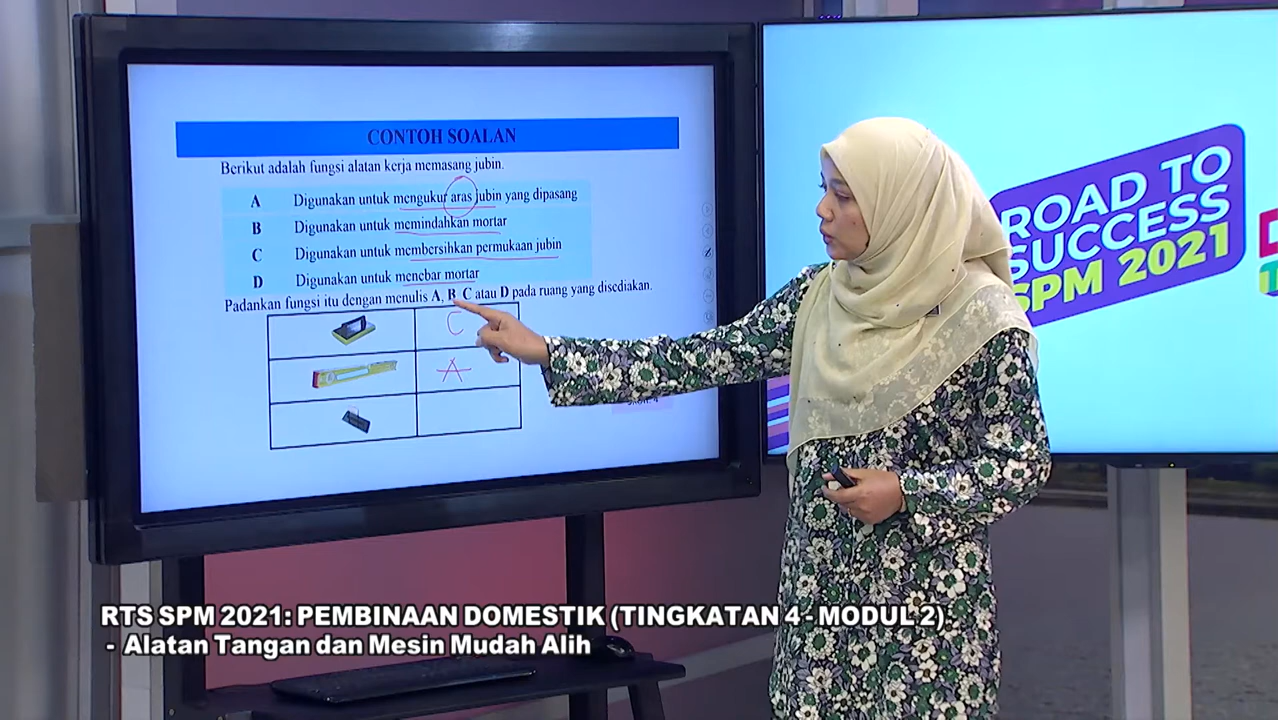 CONTOH SOALAN
Berikut adalah fungsi alatan kerja memasang jubin.
A Digunakan untuk mengukur aras jubin yang dipasang
B Digunakan untuk memindahkan mortar
C Digunakan untuk membersihkan permukaan jubin
D Digunakan untuk menebar mortar
Padankan fungsi itu dengan menulis A, B, C atau D pada ruang yang disediakan.
C
A
ROAD TO
SUCCESS
SPM 2021
RTS SPM 2021: PEMBINAAN DOMESTIK (TINGKATAN 4 - MODUL 2)
- Alatan Tangan dan Mesin Mudah Alih